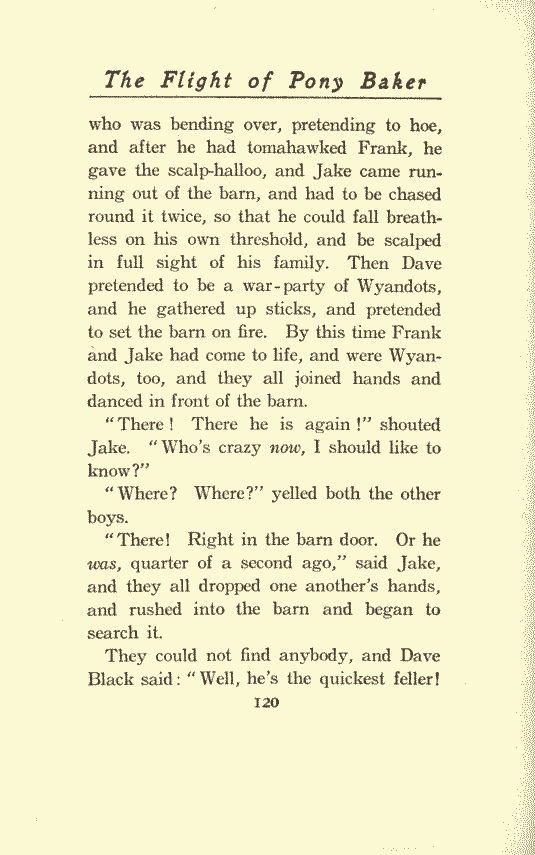 The Flight of Pony Baker
who was bending over, pretending to hoe,
and after he had tomahawked Frank, he
gave the scalp-halloo, and Jake came run-
ning out of the barn, and had to be chased
round it twice, so that he could fall breath-
less on his own threshold, and be scalped
in full sight of his family. Then Dave
pretended to be a war-party of Wyandots,
and he gathered up sticks, and pretended
to set the barn on fire. By this time Frank
and Jake had come to life, and were Wyan-
dots, too, and they all joined hands and
danced in front of the barn.
"There! There he is again!" shouted
Jake. "Who's crazy now, I should like to
know?"
"Where? Where?" yelled both the other
boys.
"There! Right in the barn door. Or he
was, quarter of a second ago," said Jake,
and they all dropped one another's hands,
and rushed into the barn and began to
search it.
They could not find anybody, and Dave
Black said: "Well, he's the quickest feller!
120